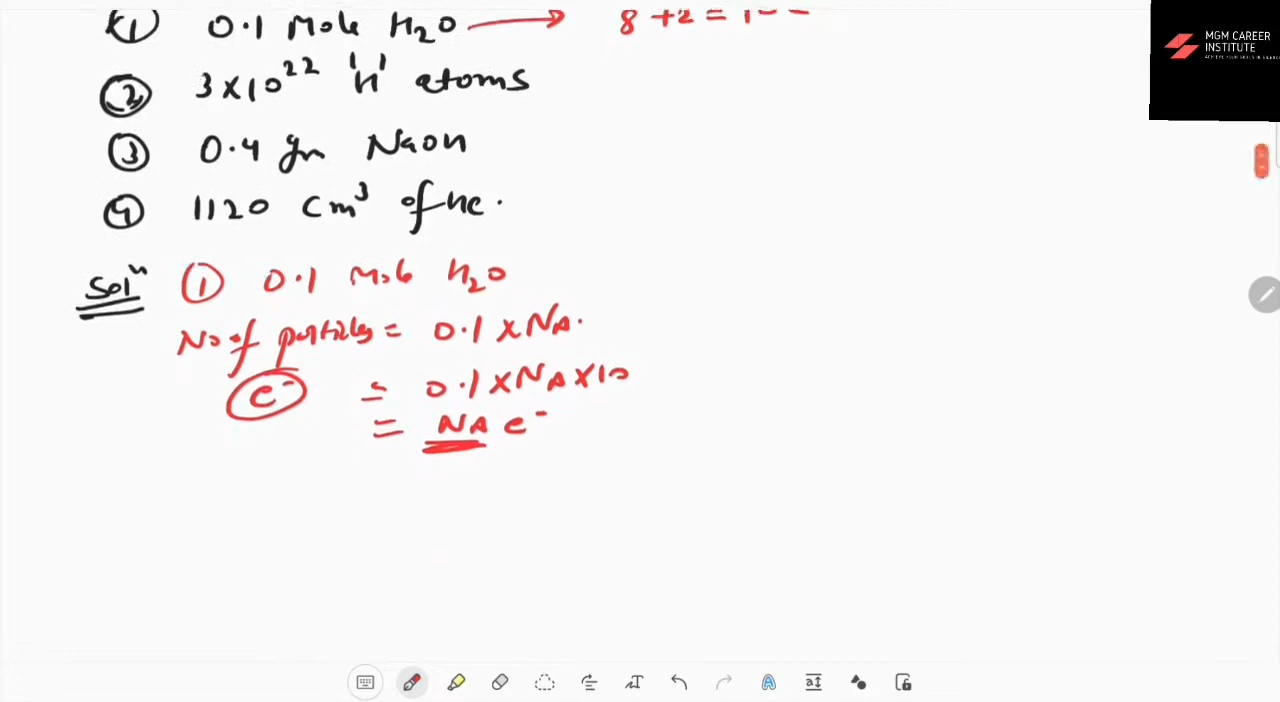 ① 0.1 Mole H₂O → 8 + 2 =
② 3×10²² 'H' atoms
③ 0.4 gm NaOH
④ 1120 cm³ of He.
Solⁿ ① 0.1 Mole H₂O
No of particles = 0.1 × NA.
e⁻ = 0.1 × NA × 10
= NA e⁻
MGM CAREER
INSTITUTE